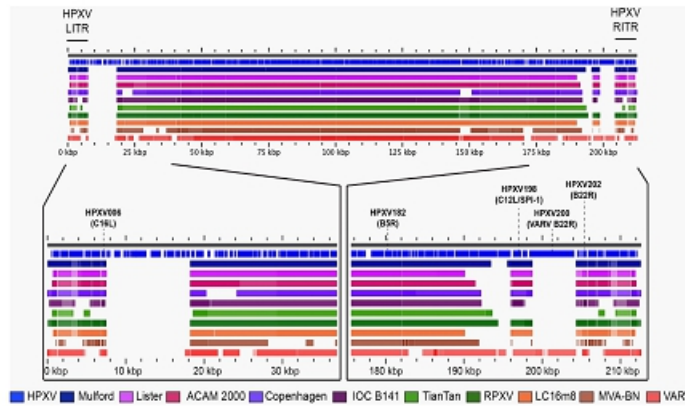 HPXV LITR
HPXV RITR
0 kbp 25 kbp 50 kbp 75 kbp 100 kbp 125 kbp 150 kbp 175 kbp 200 kbp
HPXV006 (C16L)
HPXV182 (B5R)
HPXV198 (C12L/SPI-1)
HPXV200 (VARV B22R)
HPXV202 (B22R)
0 kbp 10 kbp 20 kbp 30 kbp
180 kbp 190 kbp 200 kbp 210 kbp
HPXV Mulford Lister ACAM 2000 Copenhagen IOC B141 TianTan RPXV LC16m8 MVA-BN VAR